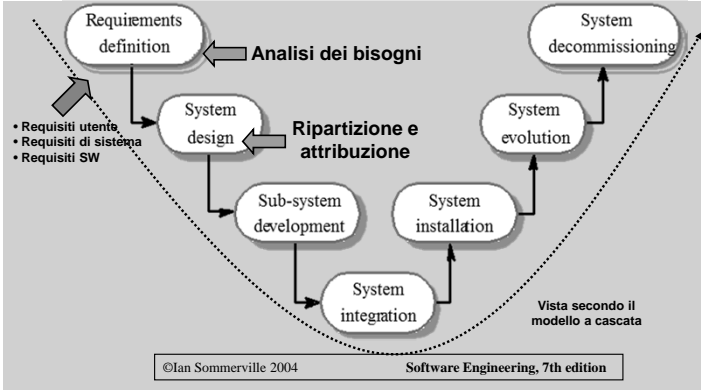 Requirements
definition
System
decommissioning
Analisi dei bisogni
• Requisiti utente
• Requisiti di sistema
• Requisiti SW
System
design
Ripartizione e
attribuzione
System
evolution
Sub-system
development
System
installation
System
integration
Vista secondo il
modello a cascata
©Ian Sommerville 2004 Software Engineering, 7th edition